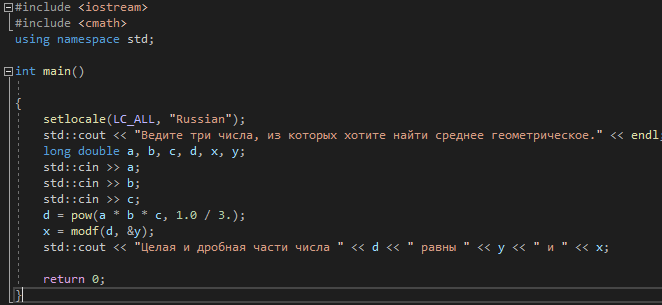 #include <iostream>
#include <cmath>
using namespace std;
int main()
{
setlocale(LC_ALL, "Russian");
std::cout << "Ведите три числа, из которых хотите найти среднее геометрическое." << endl;
long double a, b, c, d, x, y;
std::cin >> a;
std::cin >> b;
std::cin >> c;
d = pow(a * b * c, 1.0 / 3.);
x = modf(d, &y);
std::cout << "Целая и дробная части числа " << d << " равны " << y << " и " << x;
return 0;
}